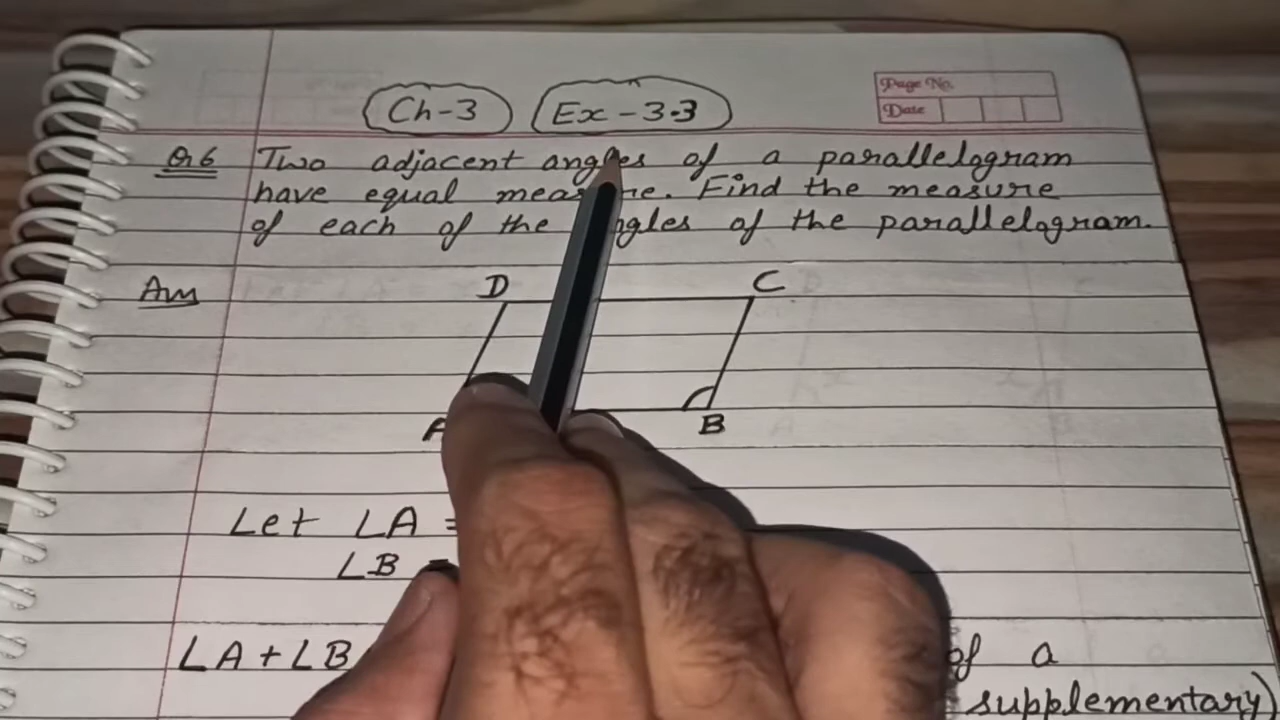 Ch-3 Ex-3.3
Page No.
Date
Q.6 Two adjacent angles of a parallelogram
have equal measure. Find the measure
of each of the angles of the parallelogram.
Ans
D C
A B
Let ∠A =
∠B =
∠A+∠B of a
supplementary)